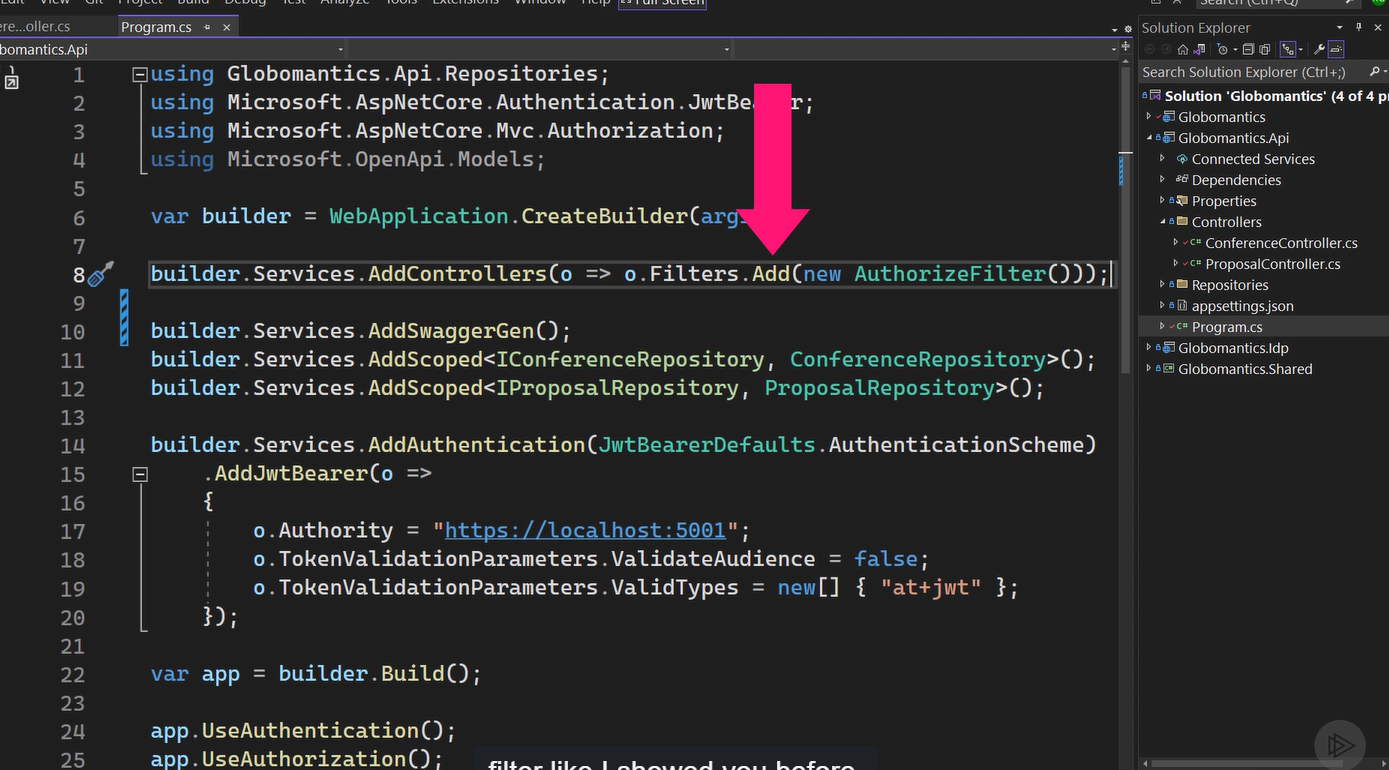 Edit View Git Project Build Debug Test Analyze Tools Extensions Window Help Full Screen Search (Ctrl+Q)
ere...oller.cs Program.cs
bomantics.Api
1 using Globomantics.Api.Repositories;
2 using Microsoft.AspNetCore.Authentication.JwtBearer;
3 using Microsoft.AspNetCore.Mvc.Authorization;
4 using Microsoft.OpenApi.Models;
5
6 var builder = WebApplication.CreateBuilder(args
7
8 builder.Services.AddControllers(o => o.Filters.Add(new AuthorizeFilter()));
9
10 builder.Services.AddSwaggerGen();
11 builder.Services.AddScoped<IConferenceRepository, ConferenceRepository>();
12 builder.Services.AddScoped<IProposalRepository, ProposalRepository>();
13
14 builder.Services.AddAuthentication(JwtBearerDefaults.AuthenticationScheme)
15 .AddJwtBearer(o =>
16 {
17 o.Authority = "https://localhost:5001";
18 o.TokenValidationParameters.ValidateAudience = false;
19 o.TokenValidationParameters.ValidTypes = new[] { "at+jwt" };
20 });
21
22 var app = builder.Build();
23
24 app.UseAuthentication();
25 app.UseAuthorization();
filter like I showed you before
Solution Explorer
Search Solution Explorer (Ctrl+;)
Solution 'Globomantics' (4 of 4 pr
Globomantics
Globomantics.Api
Connected Services
Dependencies
Properties
Controllers
C# ConferenceController.cs
C# ProposalController.cs
Repositories
appsettings.json
C# Program.cs
Globomantics.Idp
Globomantics.Shared